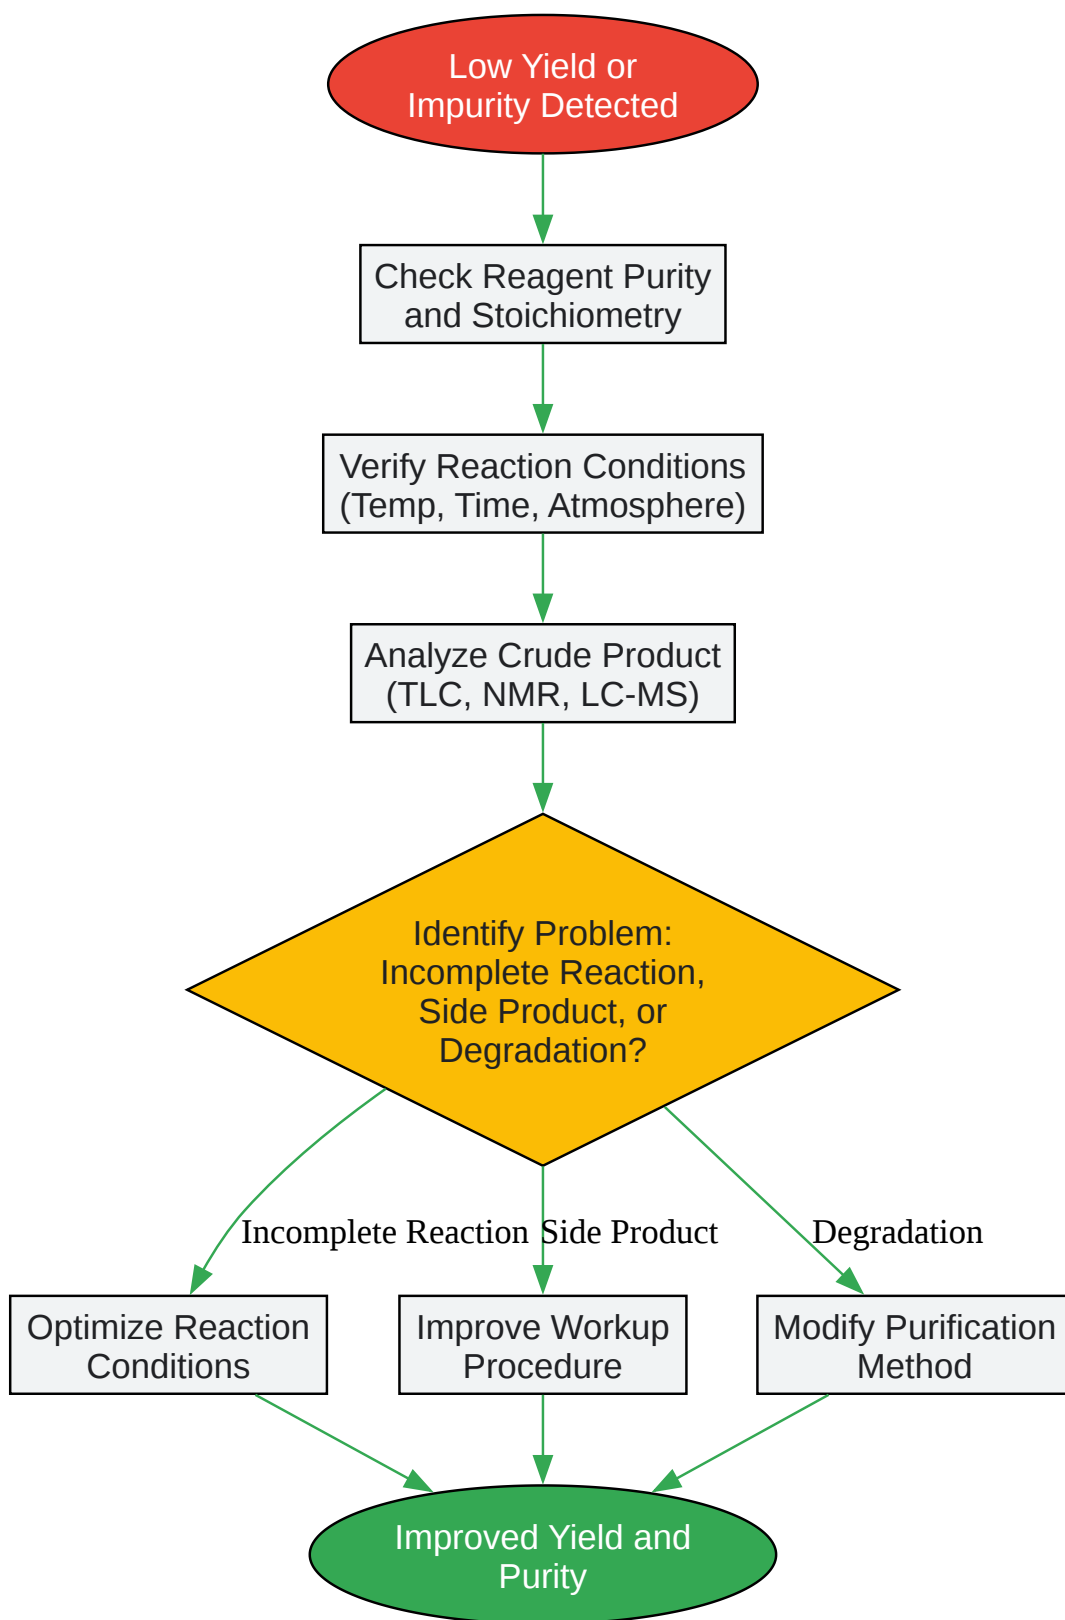 Low Yield or
Impurity Detected
Check Reagent Purity
and Stoichiometry
Verify Reaction Conditions
(Temp, Time, Atmosphere)
Analyze Crude Product
(TLC, NMR, LC-MS)
Identify Problem:
Incomplete Reaction,
Side Product, or
Degradation?
Incomplete Reaction
Side Product
Degradation
Optimize Reaction
Conditions
Improve Workup
Procedure
Modify Purification
Method
Improved Yield and
Purity